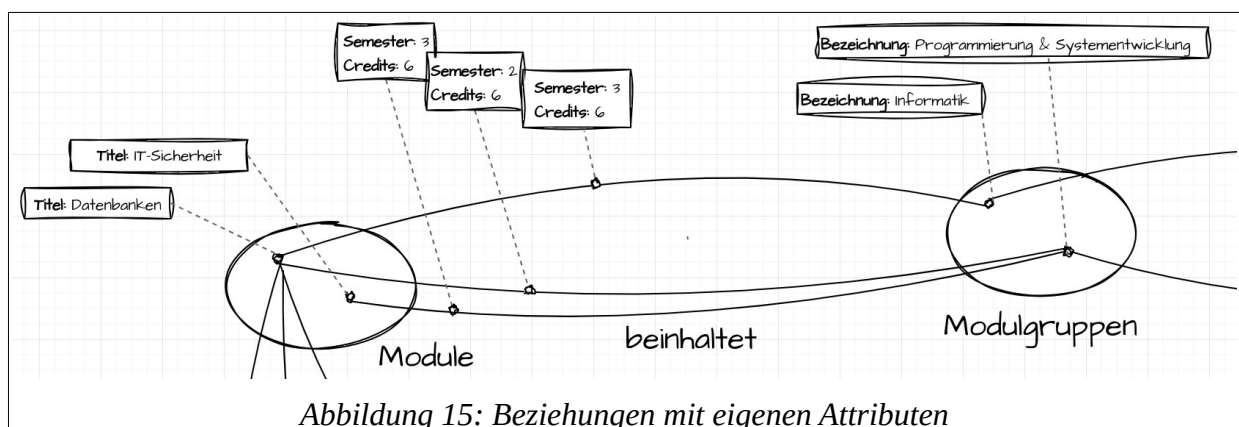 Semester: 3
Credits: 6
Semester: 2
Credits: 6
Semester: 3
Credits: 6
Bezeichnung: Programmierung & Systementwicklung
Bezeichnung: Informatik
Titel: IT-Sicherheit
Titel: Datenbanken
Module
beinhaltet
Modulgruppen
Abbildung 15: Beziehungen mit eigenen Attributen